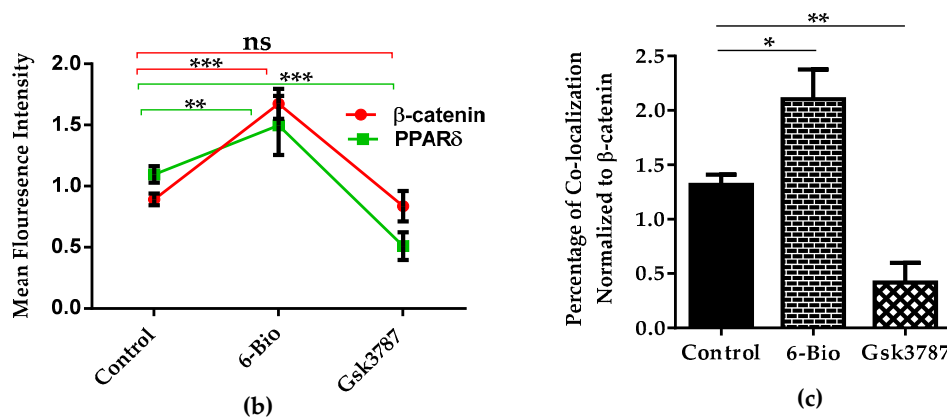 ns
***
***
**
Mean Flouresence Intensity
2.0
1.5
1.0
0.5
0.0
β-catenin
PPARδ
Control
6-Bio
Gsk3787
(b)
**
*
Percentage of Co-localization
Normalized to β-catenin
2.5
2.0
1.5
1.0
0.5
0.0
Control
6-Bio
Gsk3787
(c)